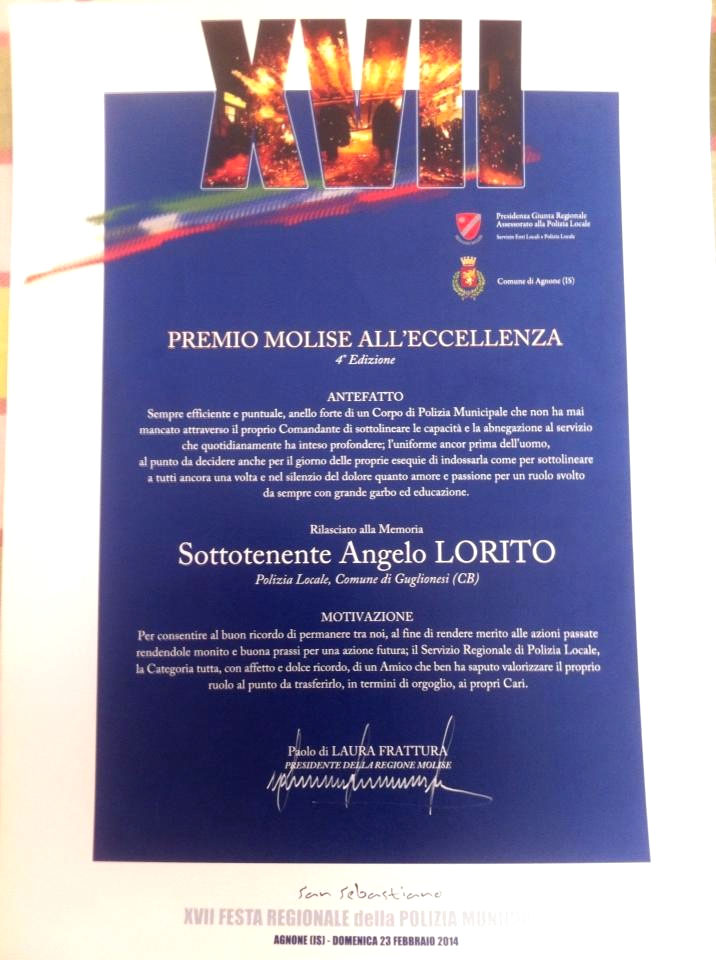 XVII
Presidenza Giunta Regionale
Assessorato alla Polizia Locale
Servizio Enti Locali e Polizia Locale
Comune di Agnone (IS)
PREMIO MOLISE ALL'ECCELLENZA
4ª Edizione
ANTEFATTO
Sempre efficiente e puntuale, anello forte di un Corpo di Polizia Municipale che non ha mai
mancato attraverso il proprio Comandante di sottolineare le capacità e la abnegazione al servizio
che quotidianamente ha inteso profondere; l'uniforme ancor prima dell'uomo,
al punto da decidere anche per il giorno delle proprie esequie di indossarla come per sottolineare
a tutti ancora una volta e nel silenzio del dolore quanto amore e passione per un ruolo svolto
da sempre con grande garbo ed educazione.
Rilasciato alla Memoria
Sottotenente Angelo LORITO
Polizia Locale, Comune di Guglionesi (CB)
MOTIVAZIONE
Per consentire al buon ricordo di permanere tra noi, al fine di rendere merito alle azioni passate
rendendole monito e buona prassi per una azione futura; il Servizio Regionale di Polizia Locale,
la Categoria tutta, con affetto e dolce ricordo, di un Amico che ben ha saputo valorizzare il proprio
ruolo al punto da trasferirlo, in termini di orgoglio, ai propri Cari.
Paolo di LAURA FRATTURA
PRESIDENTE DELLA REGIONE MOLISE
San Sebastiano
XVII FESTA REGIONALE della POLIZIA
AGNONE (IS) - DOMENICA 23 FEBBRAIO 2014